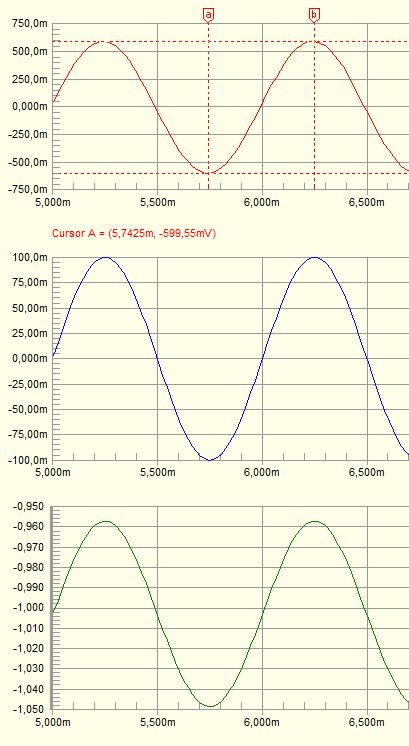 a b
750,0m
500,0m
250,0m
0,000m
-250,0m
-500,0m
-750,0m
5,000m 5,500m 6,000m 6,500m
Cursor A = (5,7425m, -599,55mV)
100,0m
75,00m
50,00m
25,00m
0,000m
-25,00m
-50,00m
-75,00m
-100,0m
5,000m 5,500m 6,000m 6,500m
-0,950
-0,960
-0,970
-0,980
-0,990
-1,000
-1,010
-1,020
-1,030
-1,040
-1,050
5,000m 5,500m 6,000m 6,500m